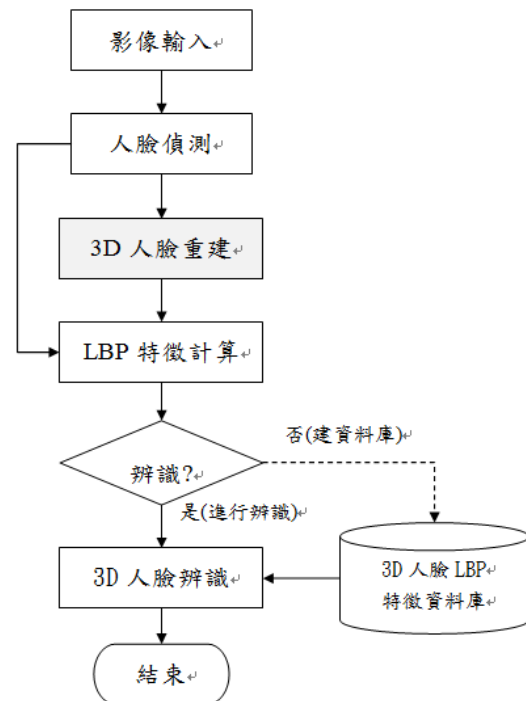 影像輸入
人臉偵測
3D 人臉重建
LBP 特徵計算
否(建資料庫)
辨識?
是(進行辨識)
3D 人臉辨識
3D 人臉 LBP
特徵資料庫
結束